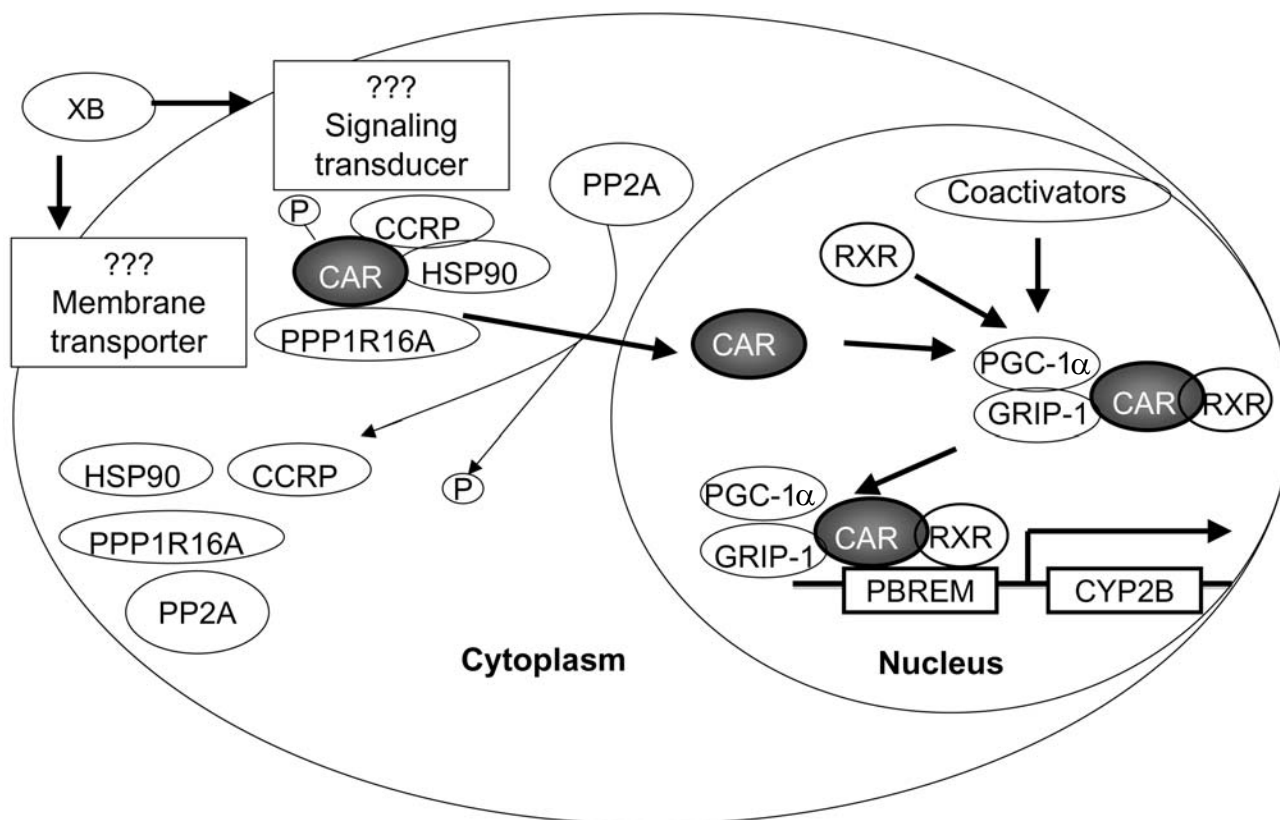 XB
???
Signaling
transducer
???
Membrane
transporter
P
CCRP
CAR
HSP90
PPP1R16A
PP2A
HSP90
CCRP
P
PPP1R16A
PP2A
Cytoplasm
Coactivators
RXR
CAR
PGC-1α
GRIP-1
CAR
RXR
PGC-1α
GRIP-1
CAR
RXR
PBREM
CYP2B
Nucleus